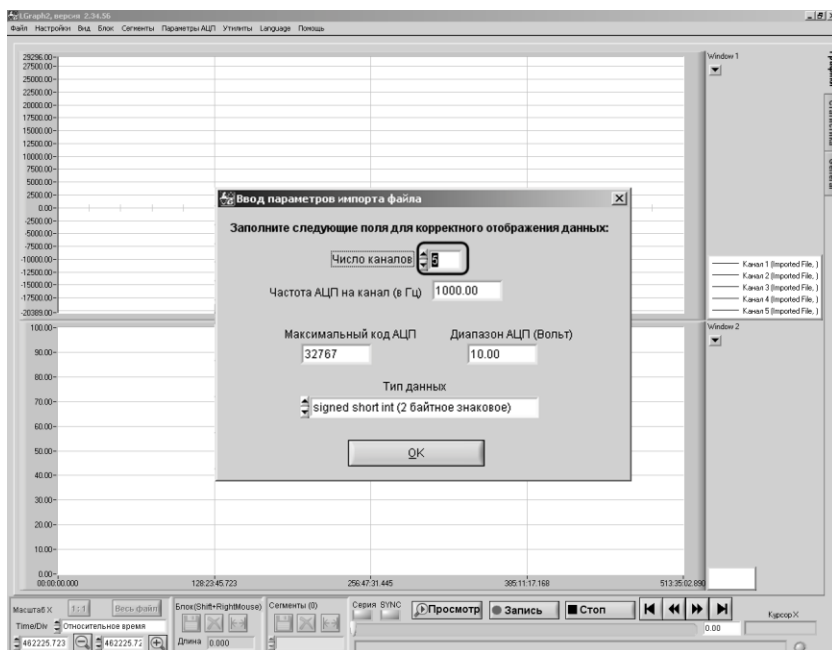 LGraph2, версия 2.34.56
Файл Настройки Вид Блок Сегменты Параметры АЦП Утилиты Language Помощь
29296.00
27500.00
25000.00
22500.00
20000.00
17500.00
15000.00
12500.00
10000.00
7500.00
5000.00
2500.00
0.00
-2500.00
-5000.00
-7500.00
-10000.00
-12500.00
-15000.00
-17500.00
-20389.00
Window 1
Канал 1 (Imported File, )
Канал 2 (Imported File, )
Канал 3 (Imported File, )
Канал 4 (Imported File, )
Канал 5 (Imported File, )
Ввод параметров импорта файла
Заполните следующие поля для корректного отображения данных:
Число каналов 5
Частота АЦП на канал (в Гц) 1000.00
Максимальный код АЦП Диапазон АЦП (Вольт)
32767 10.00
Тип данных
signed short int (2 байтное знаковое)
OK
100.00
90.00
80.00
70.00
60.00
50.00
40.00
30.00
20.00
10.00
0.00
Window 2
00:00:00.000 128:23:45.723 256:47:31.445 385:11:17.168 513:35:02.890
Масштаб X 1:1 Весь файл
Блок(Shift+RightMouse) Сегменты (0) Серия SYNC
Просмотр Запись Стоп
Курсор X
Time/Div Относительное время
0.00
462225.723 462225.72 Длина 0.000